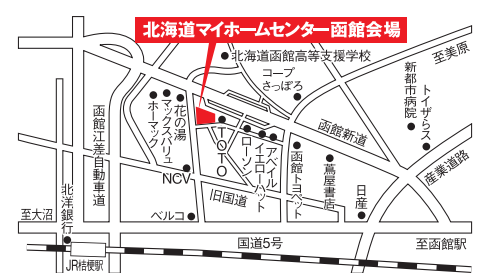 北海道マイホームセンター函館会場
北海道函館高等支援学校
至美原
コープ
さっぽろ
新都市病院
トイザらス
函館新道
産業道路
ホーマック
マックスバリュ
花の湯
TOTO
ローソン
イエローハット
アベイル
函館トヨペット
蔦屋書店
日産
函館江差自動車道
NCV
旧国道
北洋銀行
ベルコ
至大沼
国道5号
至函館駅
JR桔梗駅